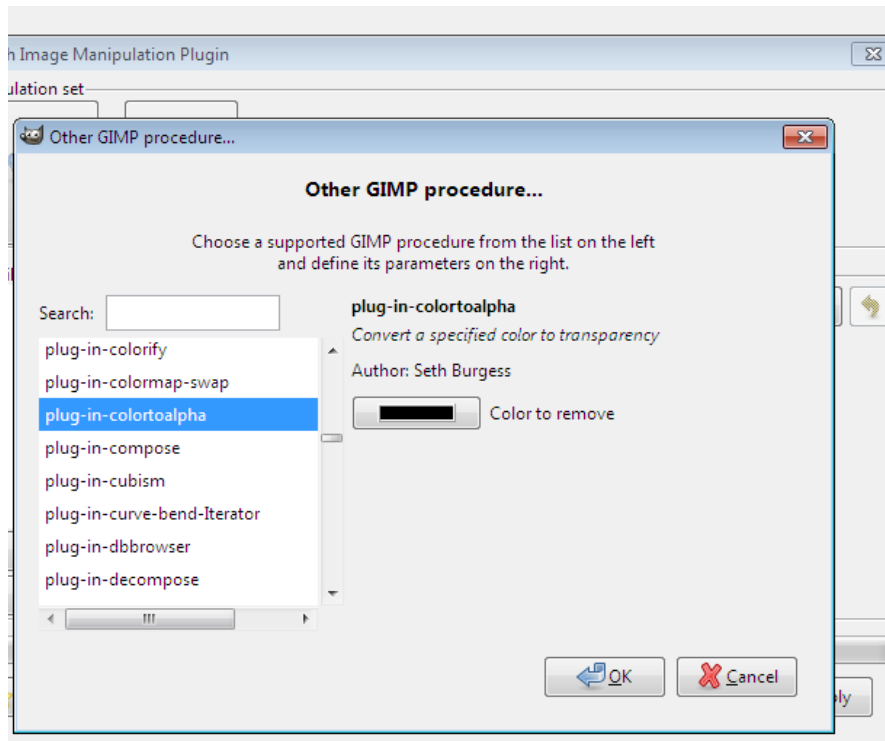 h Image Manipulation Plugin
ulation set
Other GIMP procedure...
Other GIMP procedure...
Choose a supported GIMP procedure from the list on the left
and define its parameters on the right.
Search:
plug-in-colorify
plug-in-colormap-swap
plug-in-colortoalpha
plug-in-compose
plug-in-cubism
plug-in-curve-bend-Iterator
plug-in-dbbrowser
plug-in-decompose
plug-in-colortoalpha
Convert a specified color to transparency
Author: Seth Burgess
Color to remove
OK
Cancel
ly